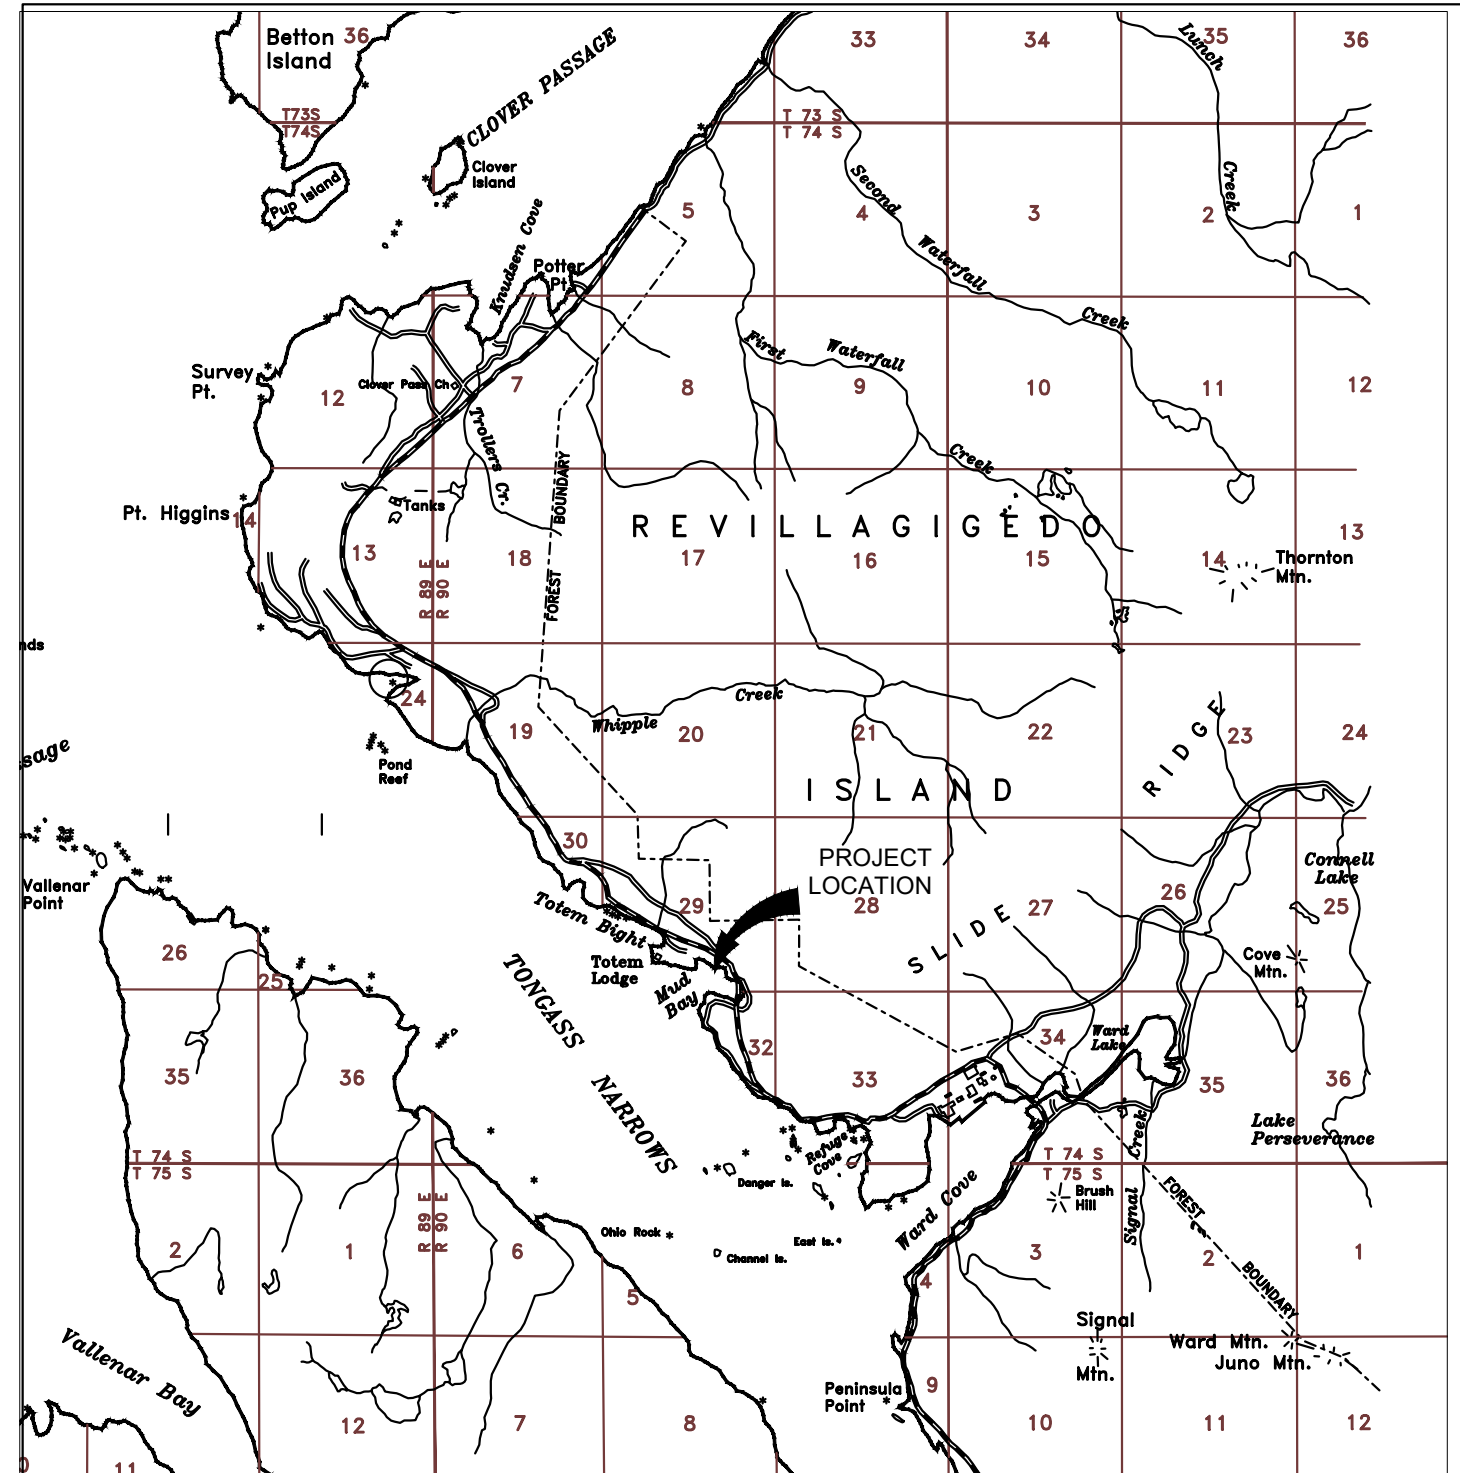 Betton
Island
36
CLOVER PASSAGE
33
34
35
36
Lunch
Creek
T73S
T74S
T 73 S
T 74 S
Clover
Island
Pup Island
Knudsen Cove
Potter
Pt.
5
4
3
2
1
Second
Waterfall
Creek
First
Waterfall
Creek
Survey
Pt.
12
Clover Pass Ch
7
8
9
10
11
12
Trollers Cr.
Tanks
FOREST BOUNDARY
Pt. Higgins
14
13
R 89 E
R 90 E
18
17
16
15
14
13
REVILLAGIGEDO
Thornton
Mtn.
nds
24
19
20
21
22
23
24
Whipple
Creek
ISLAND
SLIDE
RIDGE
sage
Pond
Reef
30
29
28
27
26
25
PROJECT
LOCATION
Connell
Lake
Vallenar
Point
Totem Bight
Totem
Lodge
Mud
Bay
Cove
Mtn.
26
25
TONGASS
NARROWS
35
36
32
33
34
35
36
Ward
Lake
Lake
Perseverance
Refuge
Cove
Creek
Signal
T 74 S
T 75 S
T 74 S
T 75 S
Danger Is.
Brush
Hill
Ward Cove
FOREST
BOUNDARY
R 89 E
R 90 E
Ohio Rock
East Is.
Channel Is.
2
1
6
5
4
3
2
1
Signal
Mtn.
Ward Mtn.
Juno Mtn.
Vallenar Bay
Peninsula
Point
12
7
8
9
10
11
12
0
11